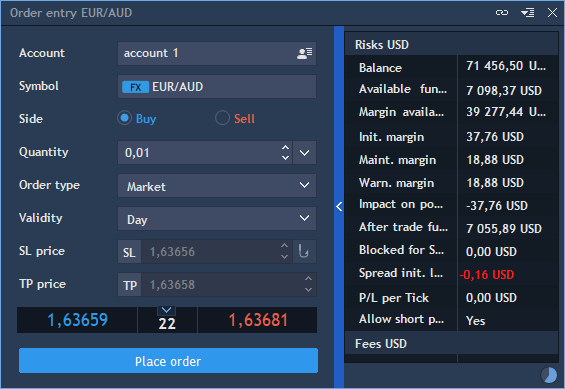 Order entry EUR/AUD
Account account 1
Symbol FX EUR/AUD
Side Buy Sell
Quantity 0,01
Order type Market
Validity Day
SL price SL 1,63656
TP price TP 1,63658
1,63659 22 1,63681
Place order
Risks USD
Balance 71 456,50 U...
Available fun... 7 098,37 USD
Margin availa... 39 277,44 U...
Init. margin 37,76 USD
Maint. margin 18,88 USD
Warn. margin 18,88 USD
Impact on po... -37,76 USD
After trade fu... 7 055,89 USD
Blocked for S... 0,00 USD
Spread init. l... -0,16 USD
P/L per Tick 0,00 USD
Allow short p... Yes
Fees USD